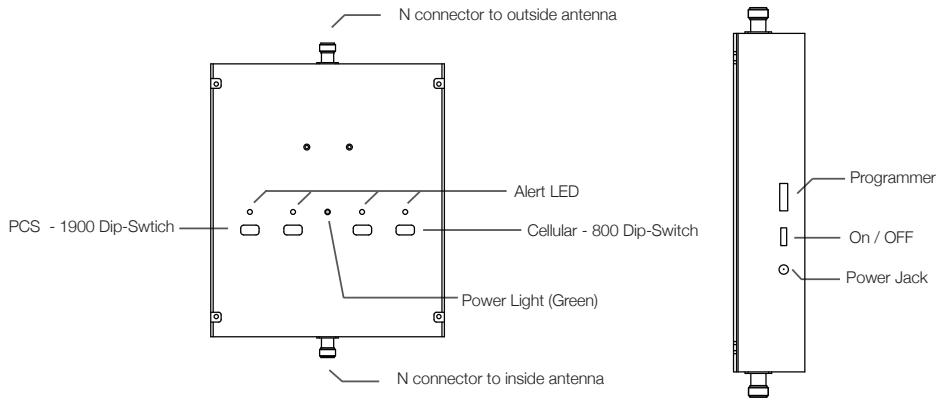 N connector to outside antenna
Alert LED
PCS - 1900 Dip-Swtich
Cellular - 800 Dip-Switch
Power Light (Green)
N connector to inside antenna
Programmer
On / OFF
Power Jack